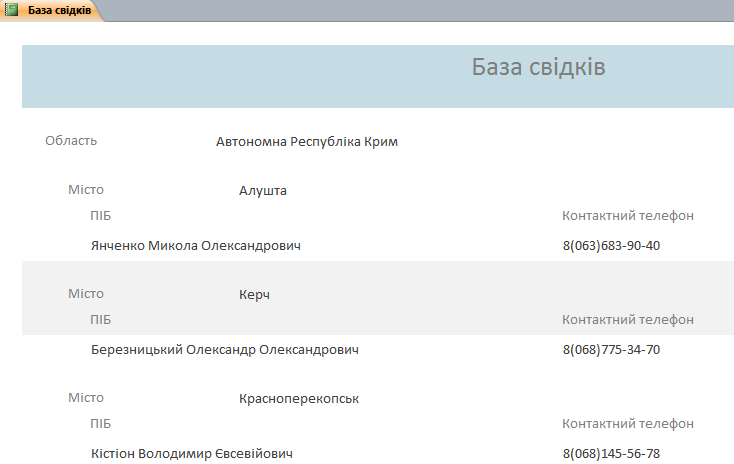 База свідків
База свідків
Область Автономна Республіка Крим
Місто Алушта
ПІБ Контактний телефон
Янченко Микола Олександрович 8(063)683-90-40
Місто Керч
ПІБ Контактний телефон
Березницький Олександр Олександрович 8(068)775-34-70
Місто Красноперекопськ
ПІБ Контактний телефон
Кістіон Володимир Євсевійович 8(068)145-56-78